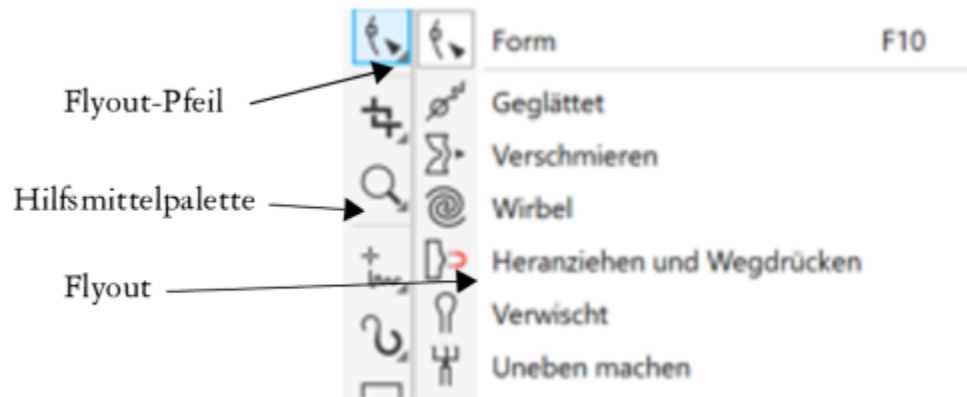 Form F10
Flyout-Pfeil
Geglättet
Verschmieren
Hilfsmittelpalette
Wirbel
Heranziehen und Wegdrücken
Flyout
Verwischt
Uneben machen